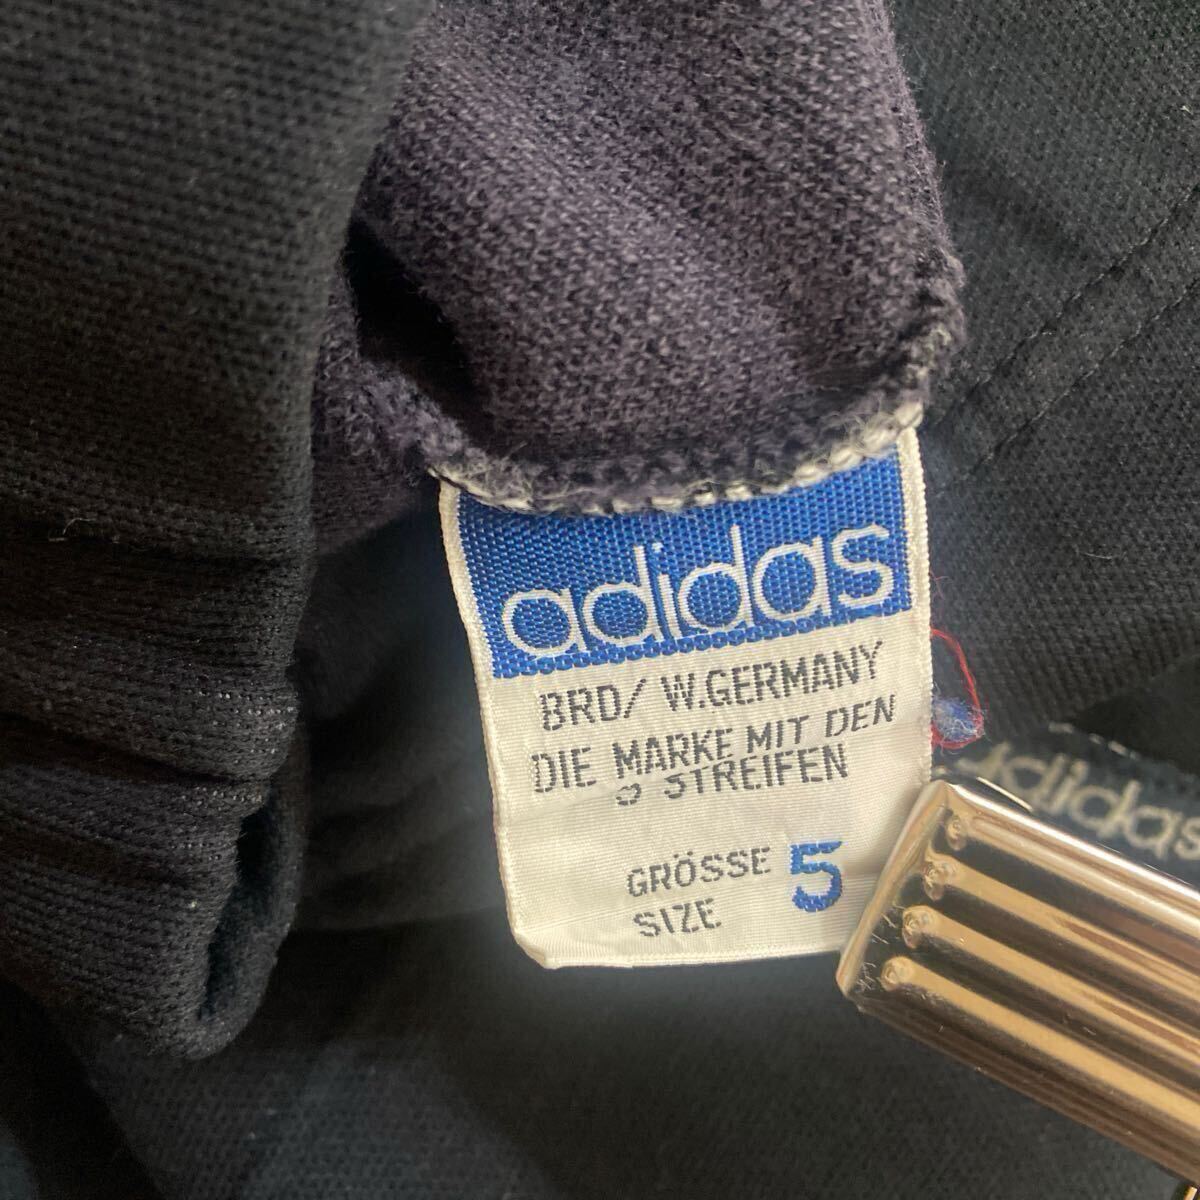 adidas
BRD/ W.GERMANY
DIE MARKE MIT DEN
3 STREIFEN
GRÖSSE 5
SIZE
adidas